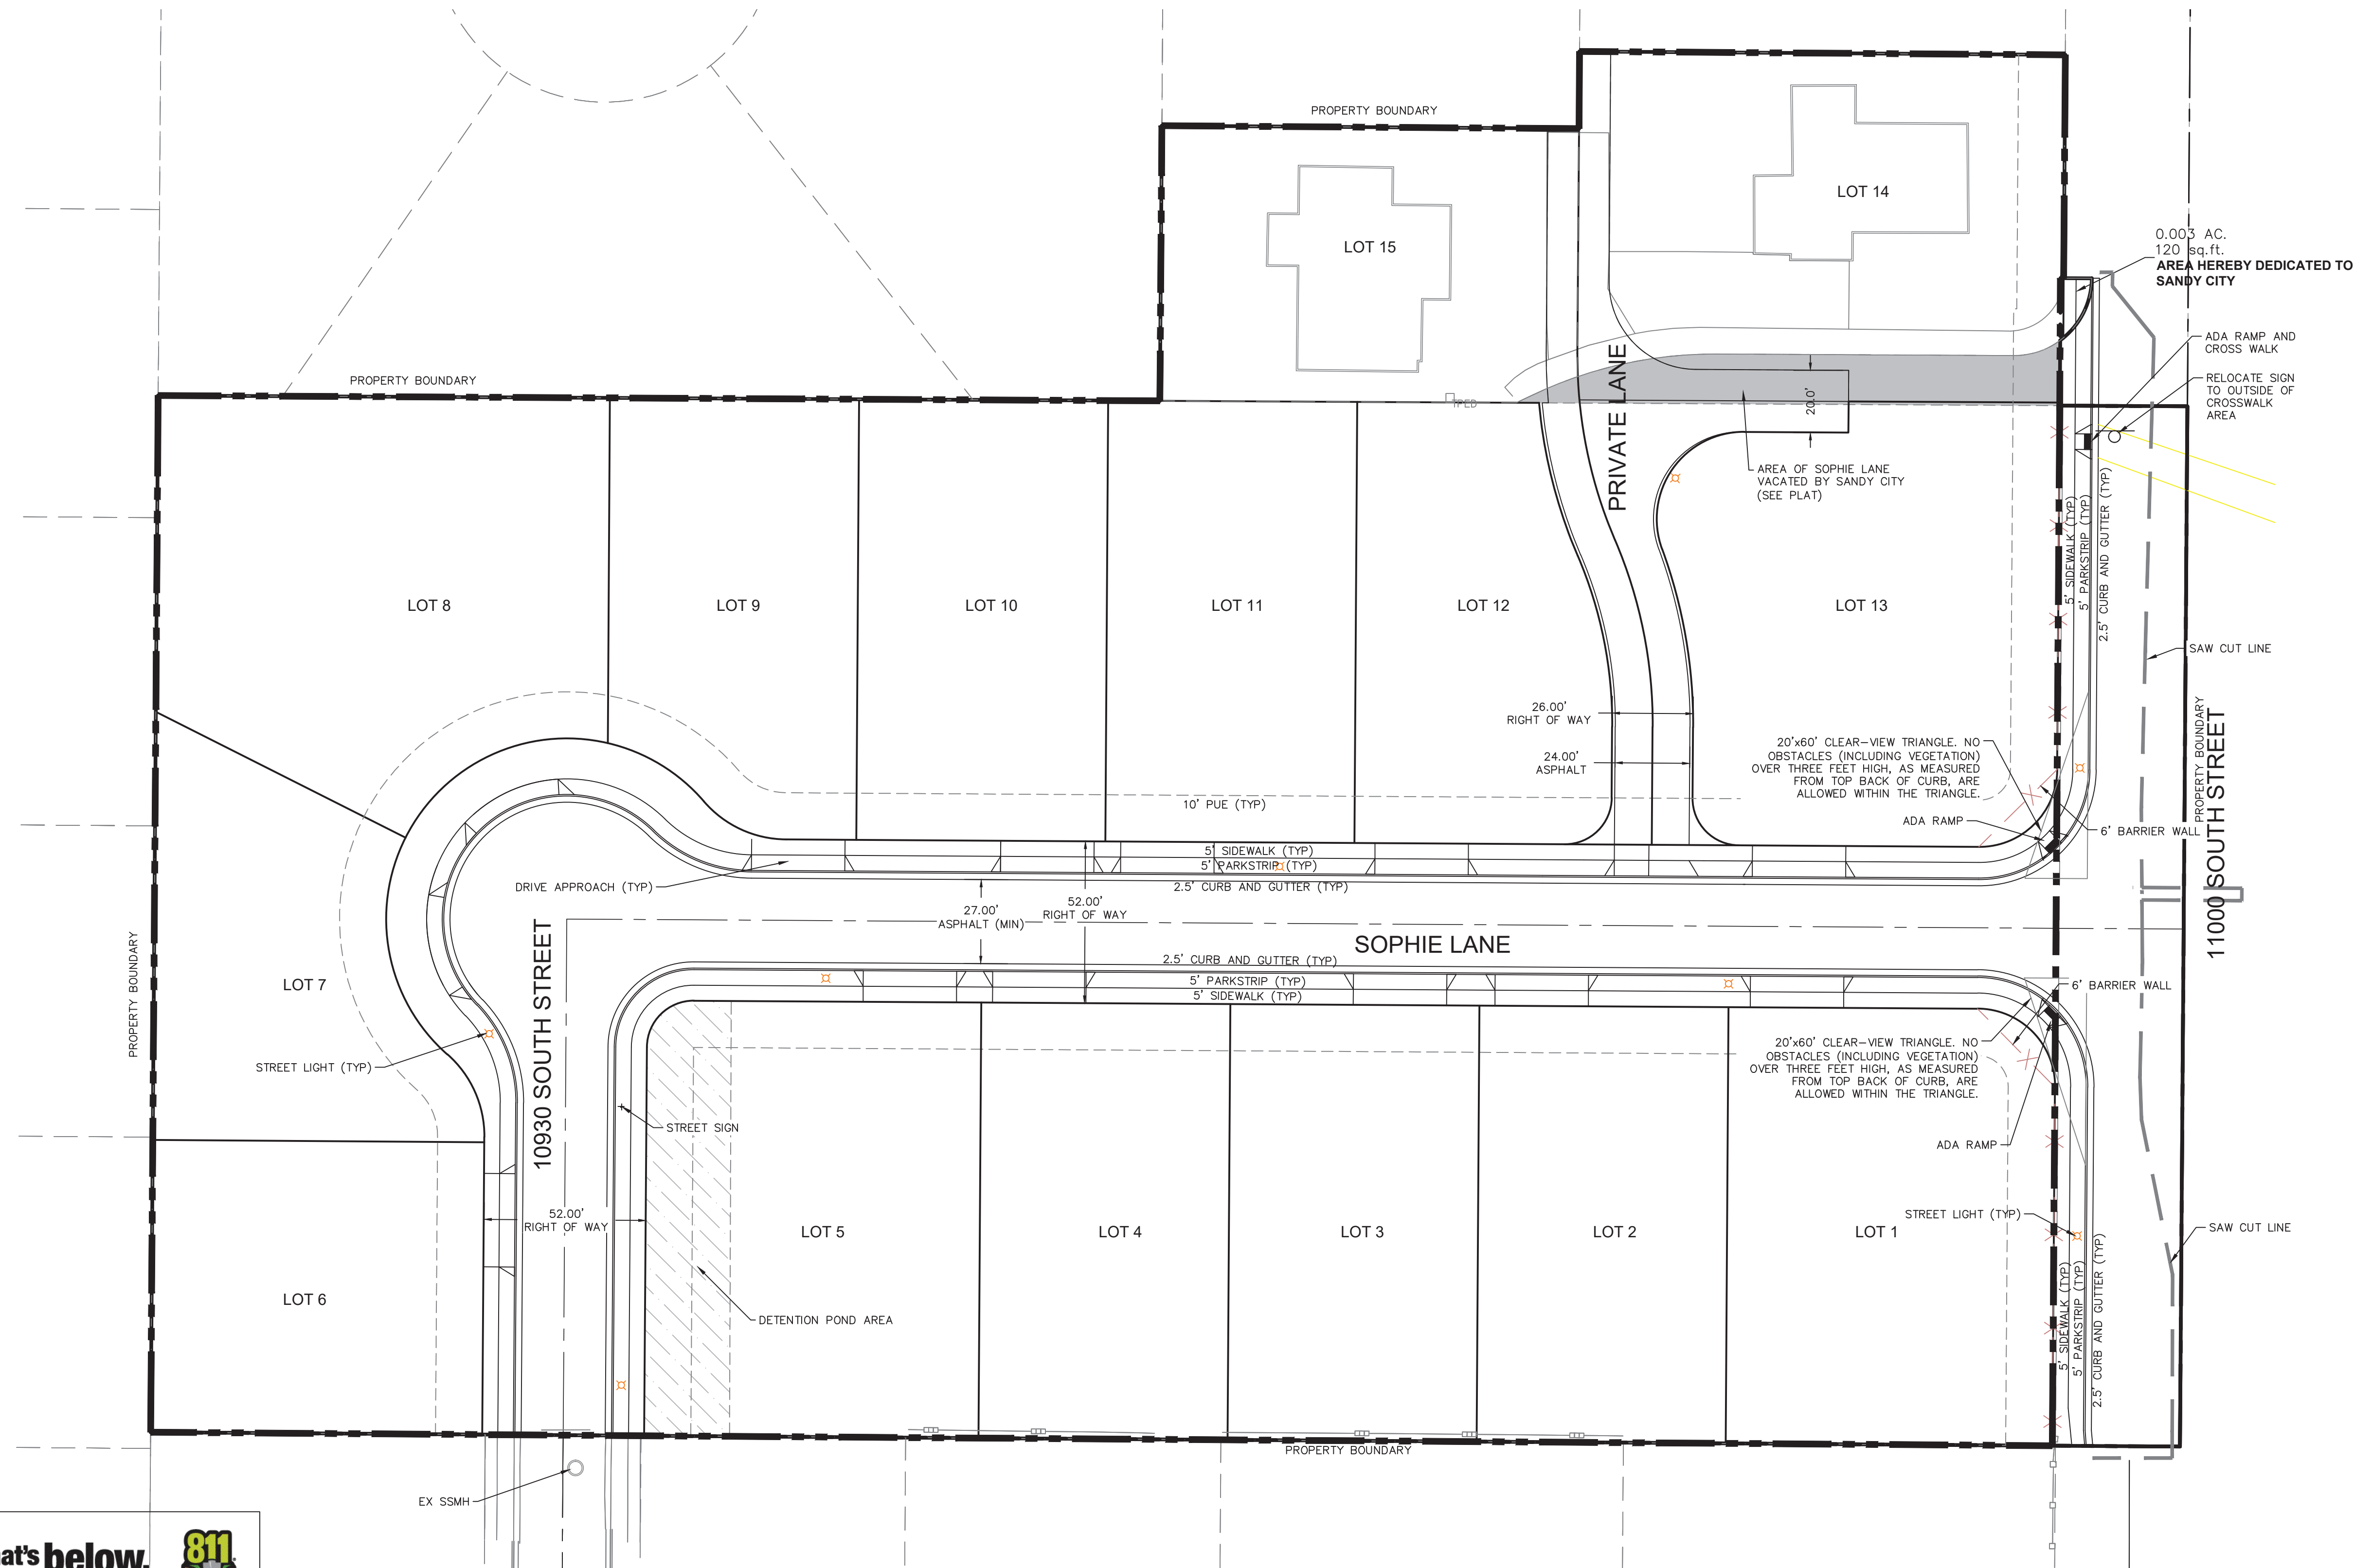 PROPERTY BOUNDARY
LOT 14
LOT 15
0.003 AC.
120 sq.ft.
AREA HEREBY DEDICATED TO
SANDY CITY
ADA RAMP AND
CROSS WALK
RELOCATE SIGN
TO OUTSIDE OF
CROSSWALK
AREA
PROPERTY BOUNDARY
TPED
PRIVATE LANE
20.0'
AREA OF SOPHIE LANE
VACATED BY SANDY CITY
(SEE PLAT)
5' SIDEWALK (TYP)
5' PARKSTRIP (TYP)
2.5' CURB AND GUTTER (TYP)
LOT 8
LOT 9
LOT 10
LOT 11
LOT 12
LOT 13
SAW CUT LINE
26.00'
RIGHT OF WAY
24.00'
ASPHALT
20'x60' CLEAR-VIEW TRIANGLE. NO
OBSTACLES (INCLUDING VEGETATION)
OVER THREE FEET HIGH, AS MEASURED
FROM TOP BACK OF CURB, ARE
ALLOWED WITHIN THE TRIANGLE.
PROPERTY BOUNDARY
11000 SOUTH STREET
10' PUE (TYP)
ADA RAMP
6' BARRIER WALL
5' SIDEWALK (TYP)
5' PARKSTRIP (TYP)
2.5' CURB AND GUTTER (TYP)
DRIVE APPROACH (TYP)
27.00'
ASPHALT (MIN)
52.00'
RIGHT OF WAY
SOPHIE LANE
2.5' CURB AND GUTTER (TYP)
5' PARKSTRIP (TYP)
5' SIDEWALK (TYP)
PROPERTY BOUNDARY
LOT 7
10930 SOUTH STREET
6' BARRIER WALL
20'x60' CLEAR-VIEW TRIANGLE. NO
OBSTACLES (INCLUDING VEGETATION)
OVER THREE FEET HIGH, AS MEASURED
FROM TOP BACK OF CURB, ARE
ALLOWED WITHIN THE TRIANGLE.
STREET LIGHT (TYP)
STREET SIGN
ADA RAMP
52.00'
RIGHT OF WAY
LOT 5
LOT 4
LOT 3
LOT 2
LOT 1
STREET LIGHT (TYP)
SAW CUT LINE
LOT 6
DETENTION POND AREA
5' SIDEWALK (TYP)
5' PARKSTRIP (TYP)
2.5' CURB AND GUTTER (TYP)
PROPERTY BOUNDARY
EX SSMH
at's below.
811